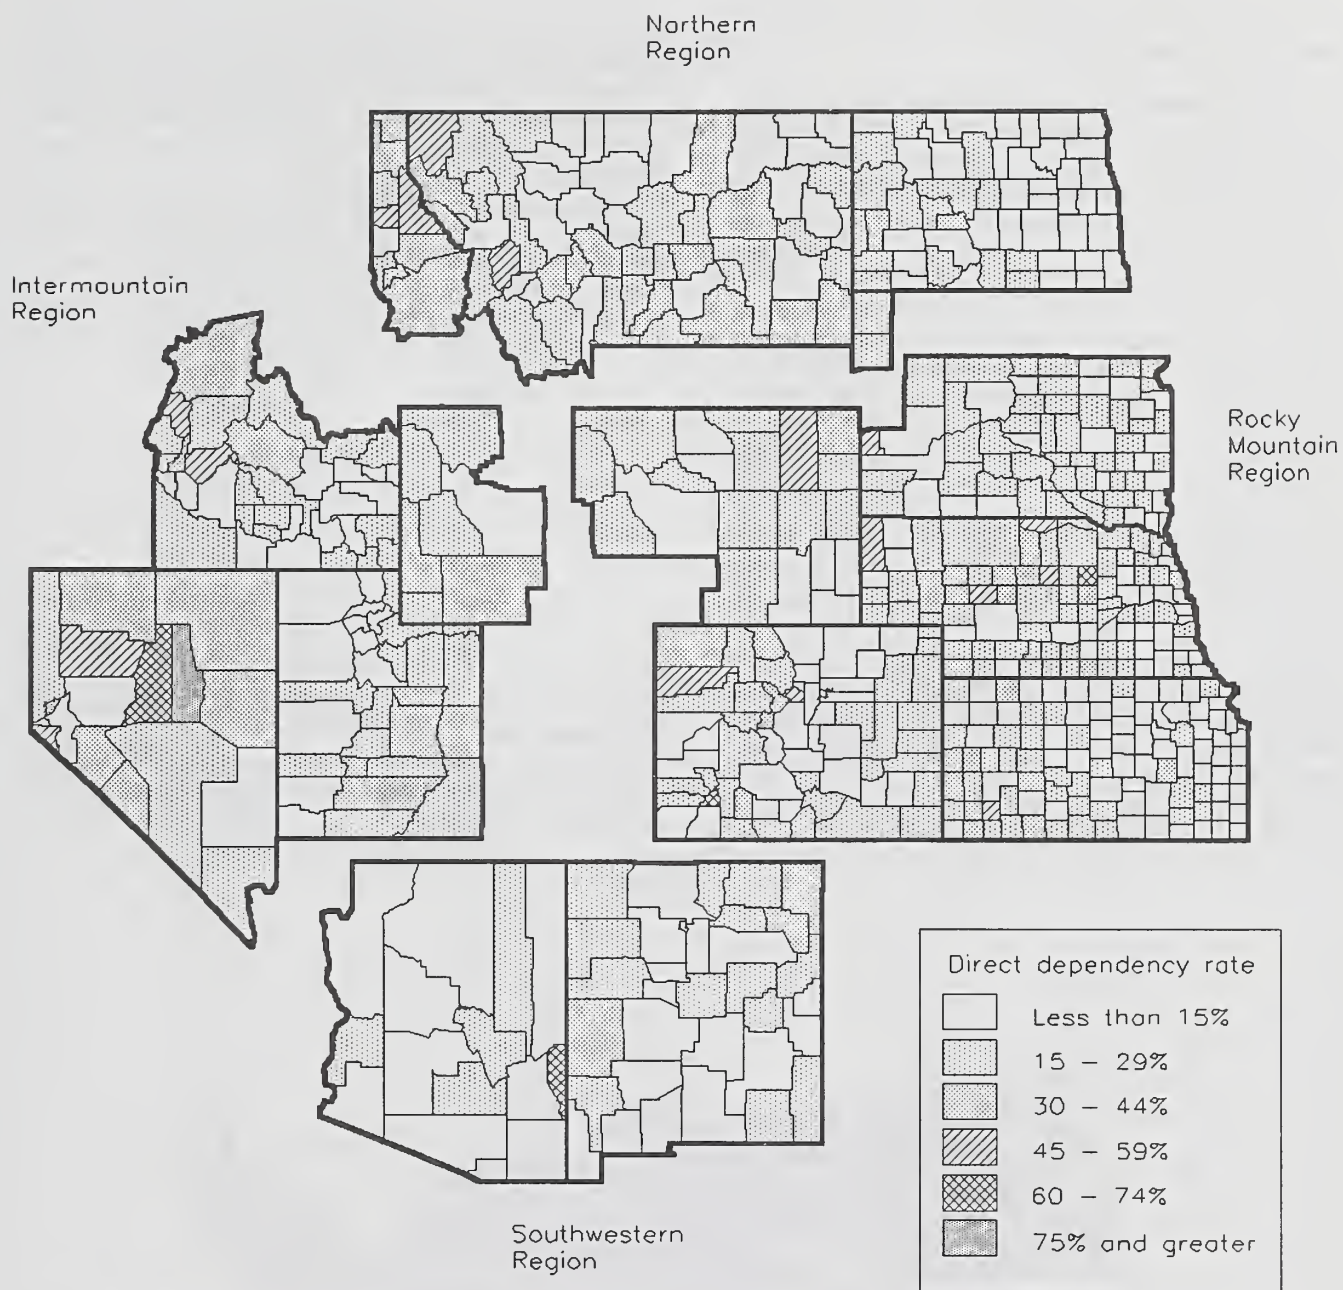 Northern
Region
Intermountain
Region
Rocky
Mountain
Region
Southwestern
Region
Direct dependency rate
Less than 15%
15 – 29%
30 – 44%
45 – 59%
60 – 74%
75% and greater